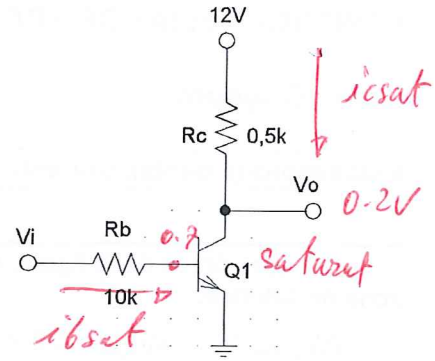 12V
icsat
Rc 0,5k
Vo
0.2V
Vi
Rb
0.7
Q1
saturat
10k
ibsat